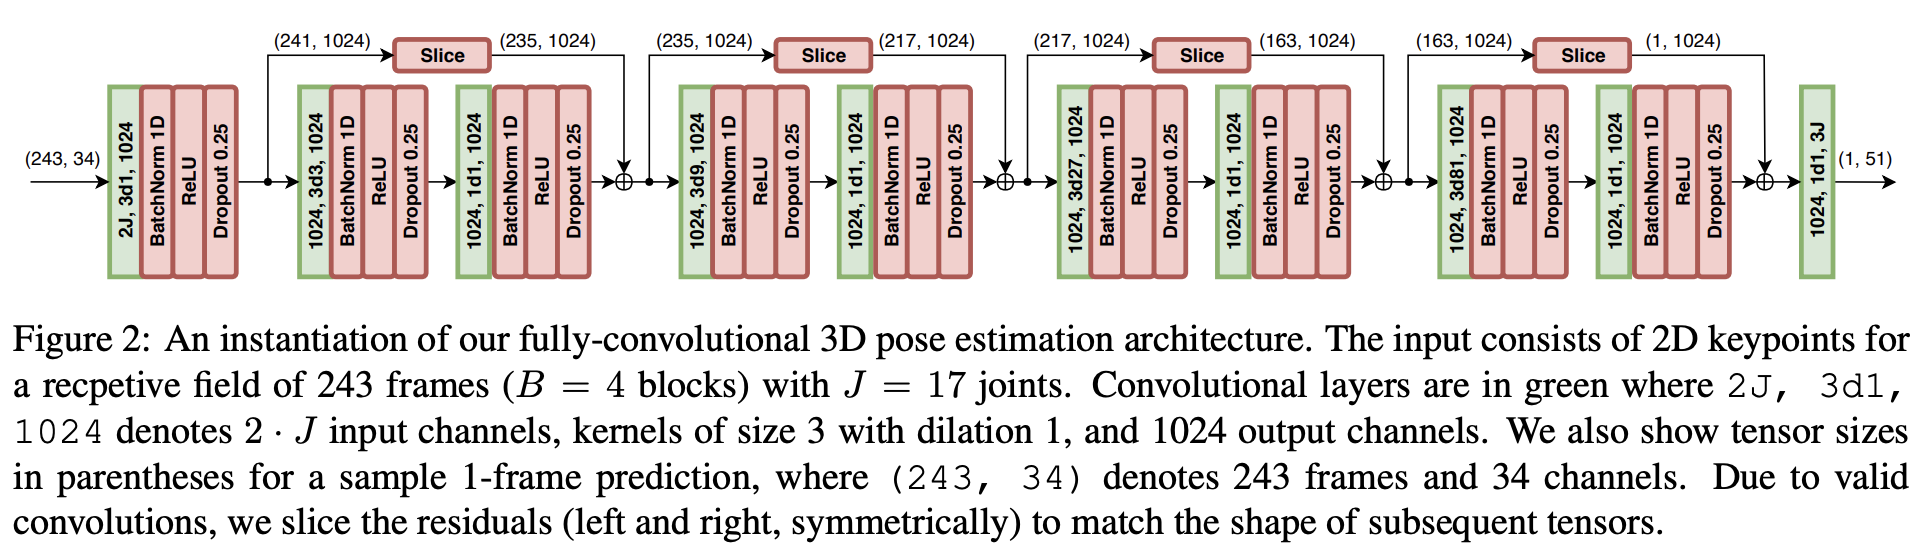 (241, 1024)
Slice
(235, 1024)
(235, 1024)
Slice
(217, 1024)
(217, 1024)
Slice
(163, 1024)
(163, 1024)
Slice
(1, 1024)
(243, 34)
2J, 3d1, 1024
BatchNorm 1D
ReLU
Dropout 0.25
1024, 3d3, 1024
BatchNorm 1D
ReLU
Dropout 0.25
1024, 1d1, 1024
BatchNorm 1D
ReLU
Dropout 0.25
1024, 3d9, 1024
BatchNorm 1D
ReLU
Dropout 0.25
1024, 1d1, 1024
BatchNorm 1D
ReLU
Dropout 0.25
1024, 3d27, 1024
BatchNorm 1D
ReLU
Dropout 0.25
1024, 1d1, 1024
BatchNorm 1D
ReLU
Dropout 0.25
1024, 3d81, 1024
BatchNorm 1D
ReLU
Dropout 0.25
1024, 1d1, 1024
BatchNorm 1D
ReLU
Dropout 0.25
1024, 1d1, 3J
(1, 51)
Figure 2: An instantiation of our fully-convolutional 3D pose estimation architecture. The input consists of 2D keypoints for
a recpetive field of 243 frames (B = 4 blocks) with J = 17 joints. Convolutional layers are in green where 2J, 3d1,
1024 denotes 2 · J input channels, kernels of size 3 with dilation 1, and 1024 output channels. We also show tensor sizes
in parentheses for a sample 1-frame prediction, where (243, 34) denotes 243 frames and 34 channels. Due to valid
convolutions, we slice the residuals (left and right, symmetrically) to match the shape of subsequent tensors.